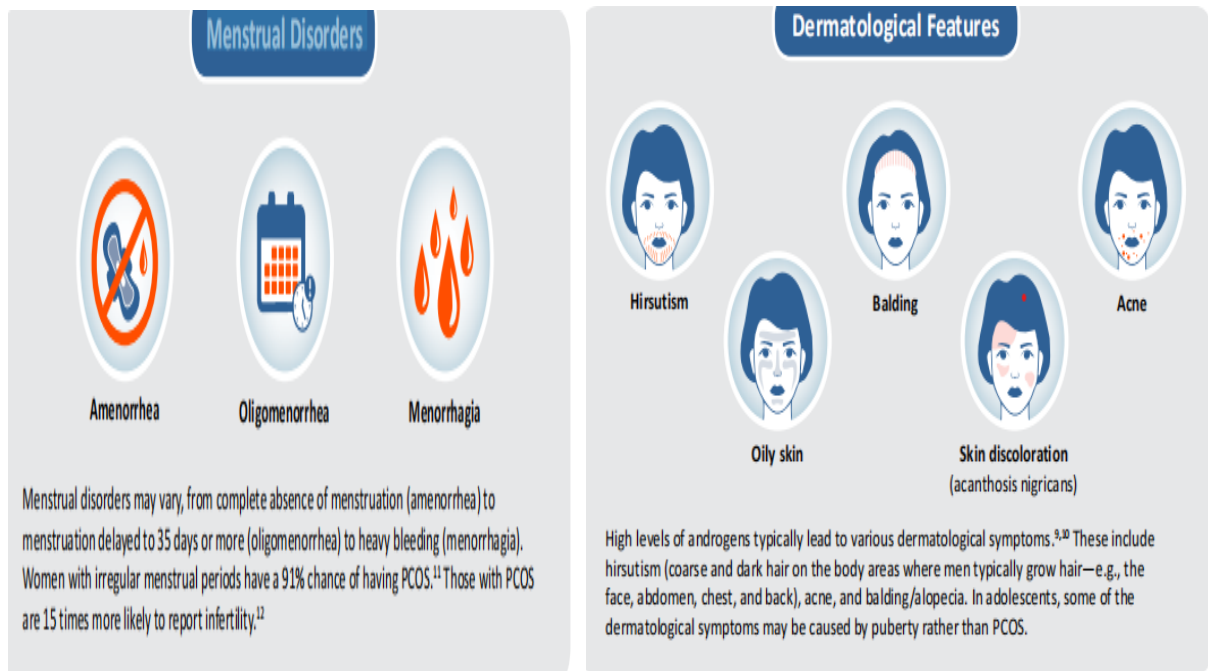 Menstrual Disorders
Amenorrhea
Oligomenorrhea
Menorrhagia
Menstrual disorders may vary, from complete absence of menstruation (amenorrhea) to
menstruation delayed to 35 days or more (oligomenorrhea) to heavy bleeding (menorrhagia).
Women with irregular menstrual periods have a 91% chance of having PCOS.¹¹ Those with PCOS
are 15 times more likely to report infertility.¹²
Dermatological Features
Hirsutism
Balding
Acne
Oily skin
Skin discoloration
(acanthosis nigricans)
High levels of androgens typically lead to various dermatological symptoms.⁹,¹⁰ These include
hirsutism (coarse and dark hair on the body areas where men typically grow hair—e.g., the
face, abdomen, chest, and back), acne, and balding/alopecia. In adolescents, some of the
dermatological symptoms may be caused by puberty rather than PCOS.